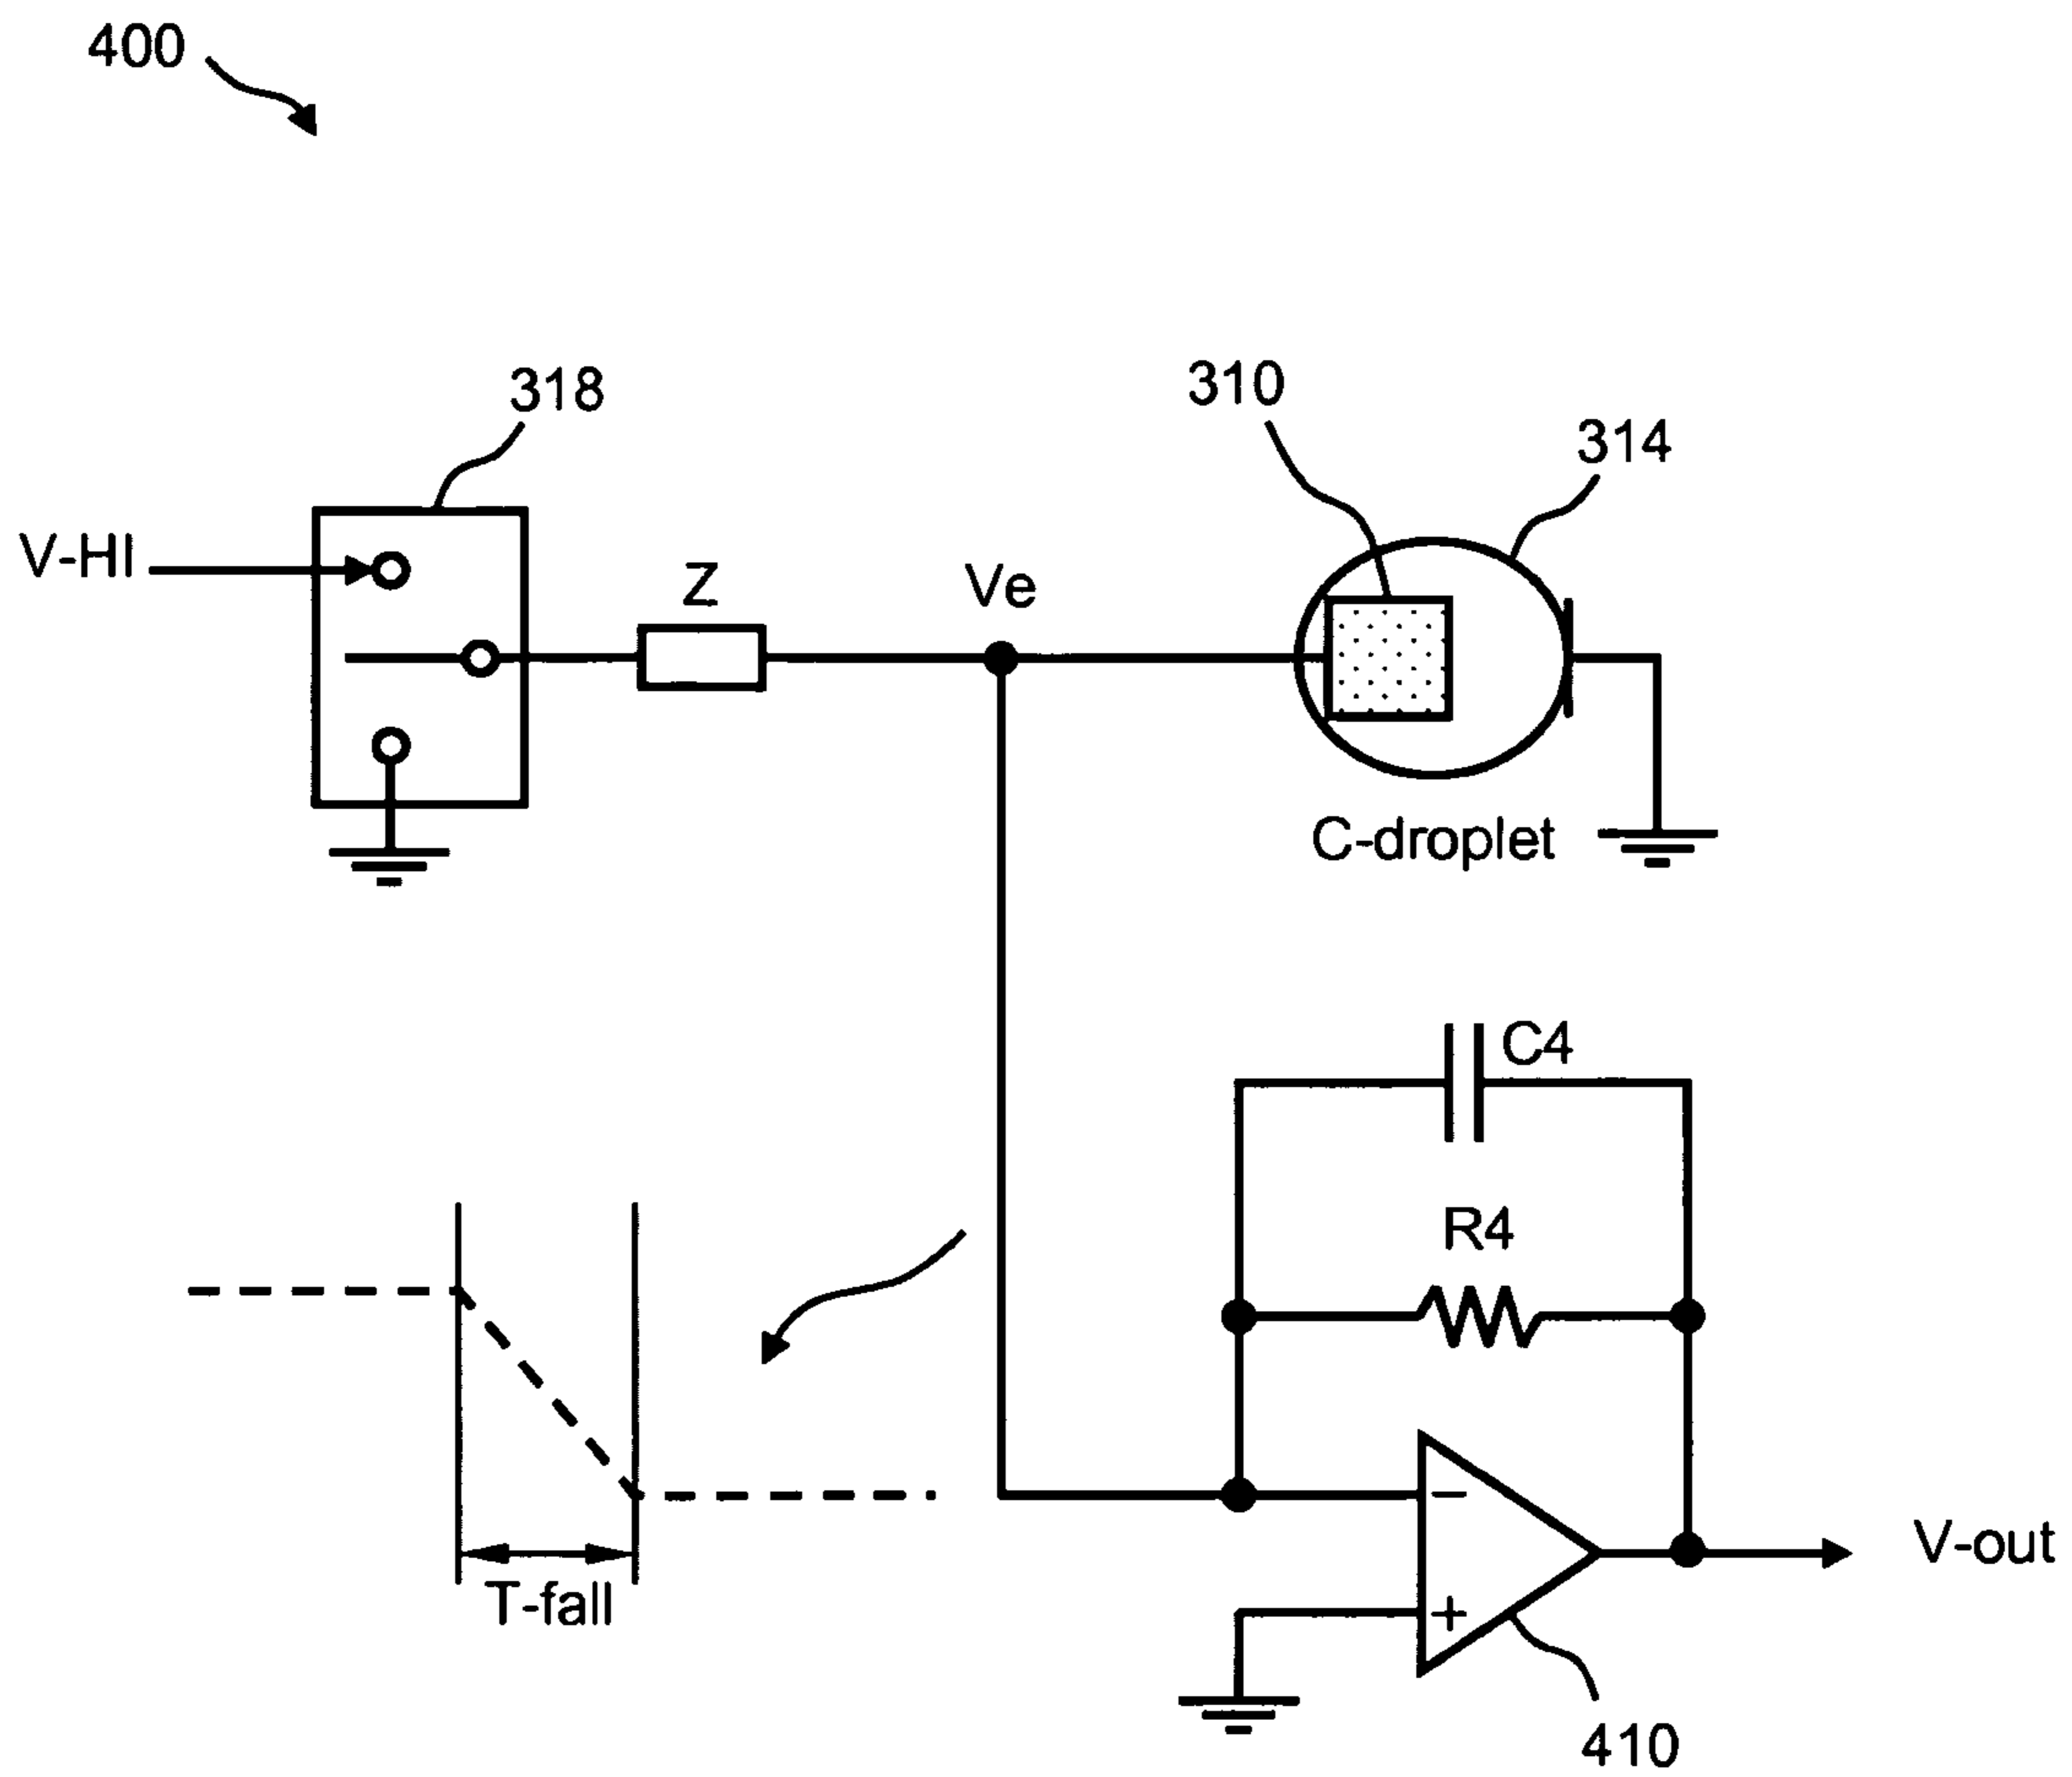 400
318
310
314
V-HI
Z
Ve
C-droplet
C4
R4
T-fall
−
+
V-out
410